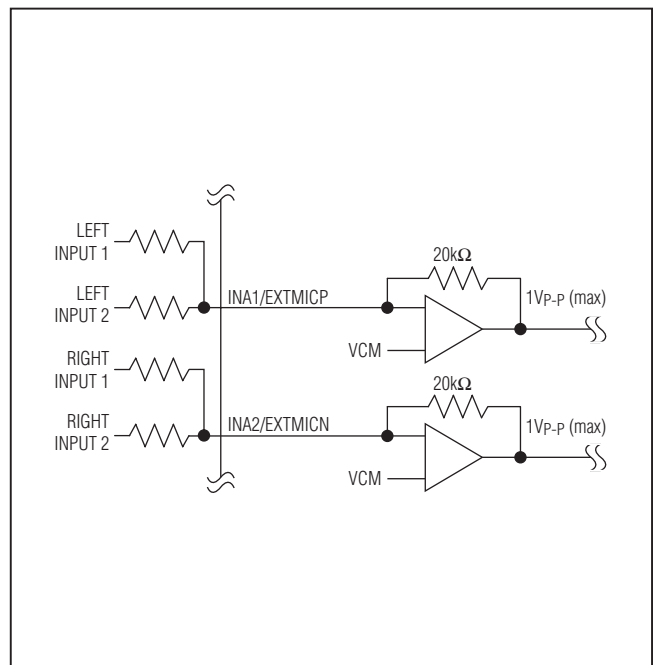 LEFT
INPUT 1
LEFT
INPUT 2
INA1/EXTMICP
20kΩ
1VP-P (max)
VCM
RIGHT
INPUT 1
RIGHT
INPUT 2
INA2/EXTMICN
20kΩ
1VP-P (max)
VCM